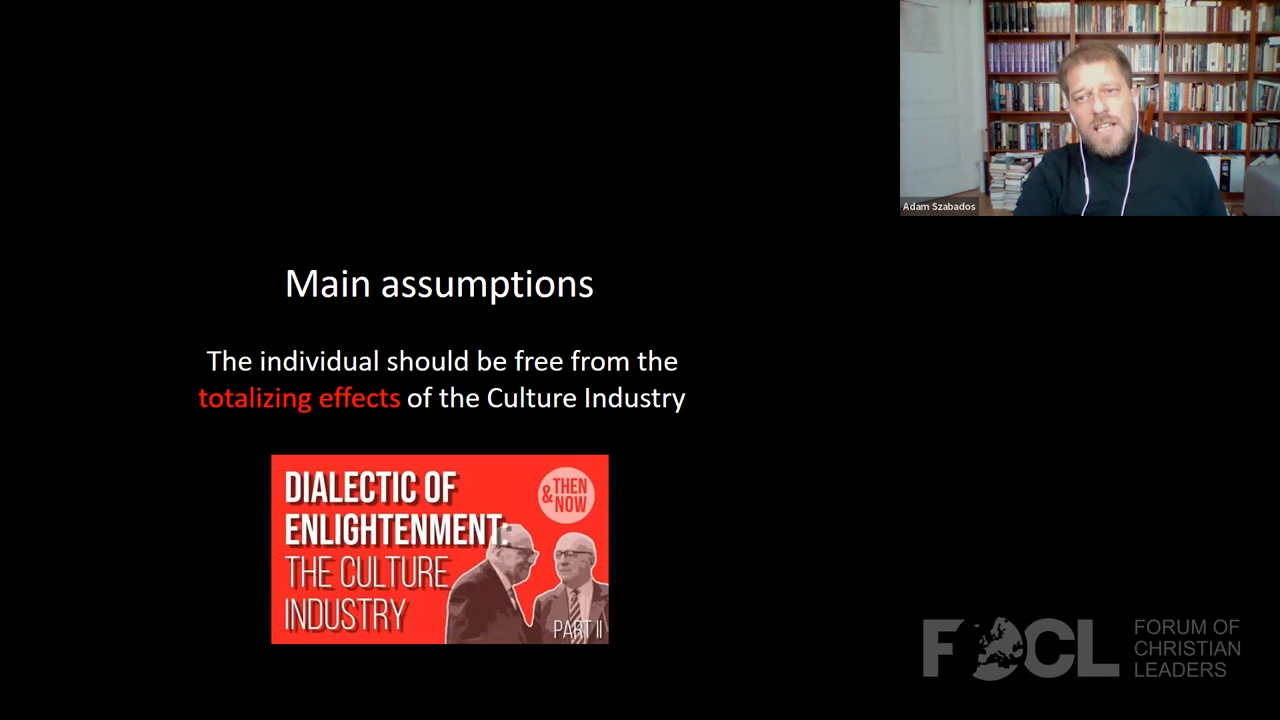 Adam Szabados
Main assumptions
The individual should be free from the
totalizing effects of the Culture Industry
DIALECTIC OF
ENLIGHTENMENT:
THE CULTURE
INDUSTRY
&THEN
NOW
PART II
FOCL
FORUM OF
CHRISTIAN
LEADERS